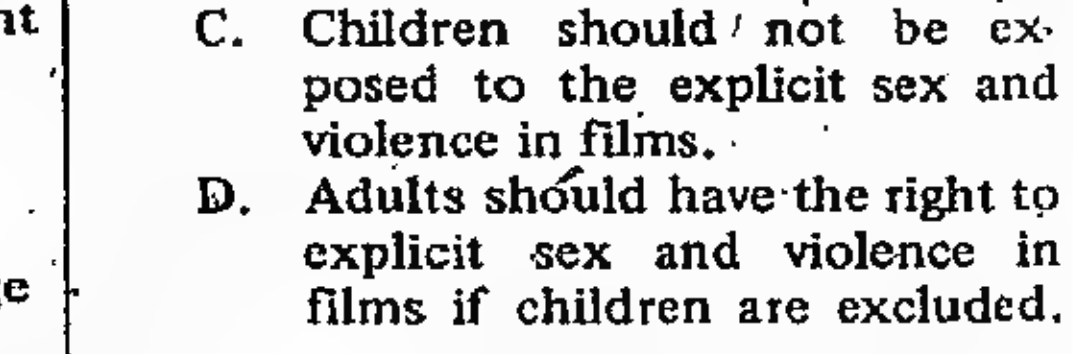 nt
C. Children should not be ex-
posed to the explicit sex and
violence in films.
D. Adults should have the right to
explicit sex and violence in
films if children are excluded.